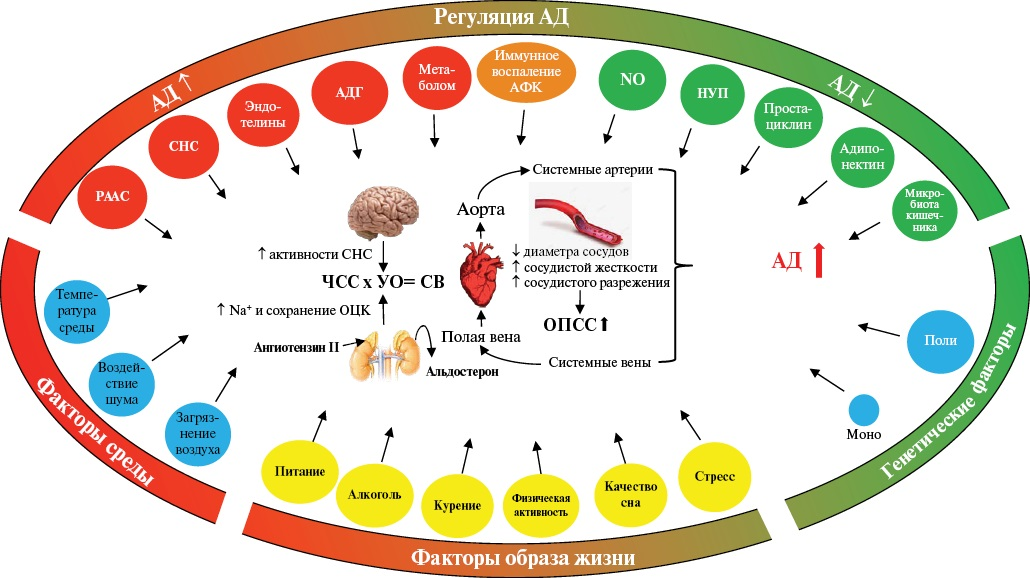 Регуляция АД
АД ↑
АД ↓
РААС
СНС
Эндо-
телины
АДГ
Мета-
болом
Иммунное
воспаление
АФК
NO
НУП
Проста-
циклин
Адипо-
нектин
Микро-
биота
кишеч-
ника
Системные артерии
Аорта
↑ активности СНС
ЧСС х УО= СВ
↑ Na⁺ и сохранение ОЦК
Ангиотензин II
Альдостерон
Полая вена
Системные вены
↓ диаметра сосудов
↑ сосудистой жесткости
↑ сосудистого разрежения
ОПСС ↑
АД ↑
Темпе-
ратура
среды
Воздей-
ствие
шума
Загряз-
нение
воздуха
Факторы среды
Поли
Моно
Генетические факторы
Питание
Алкоголь
Курение
Физическая
активность
Качество
сна
Стресс
Факторы образа жизни